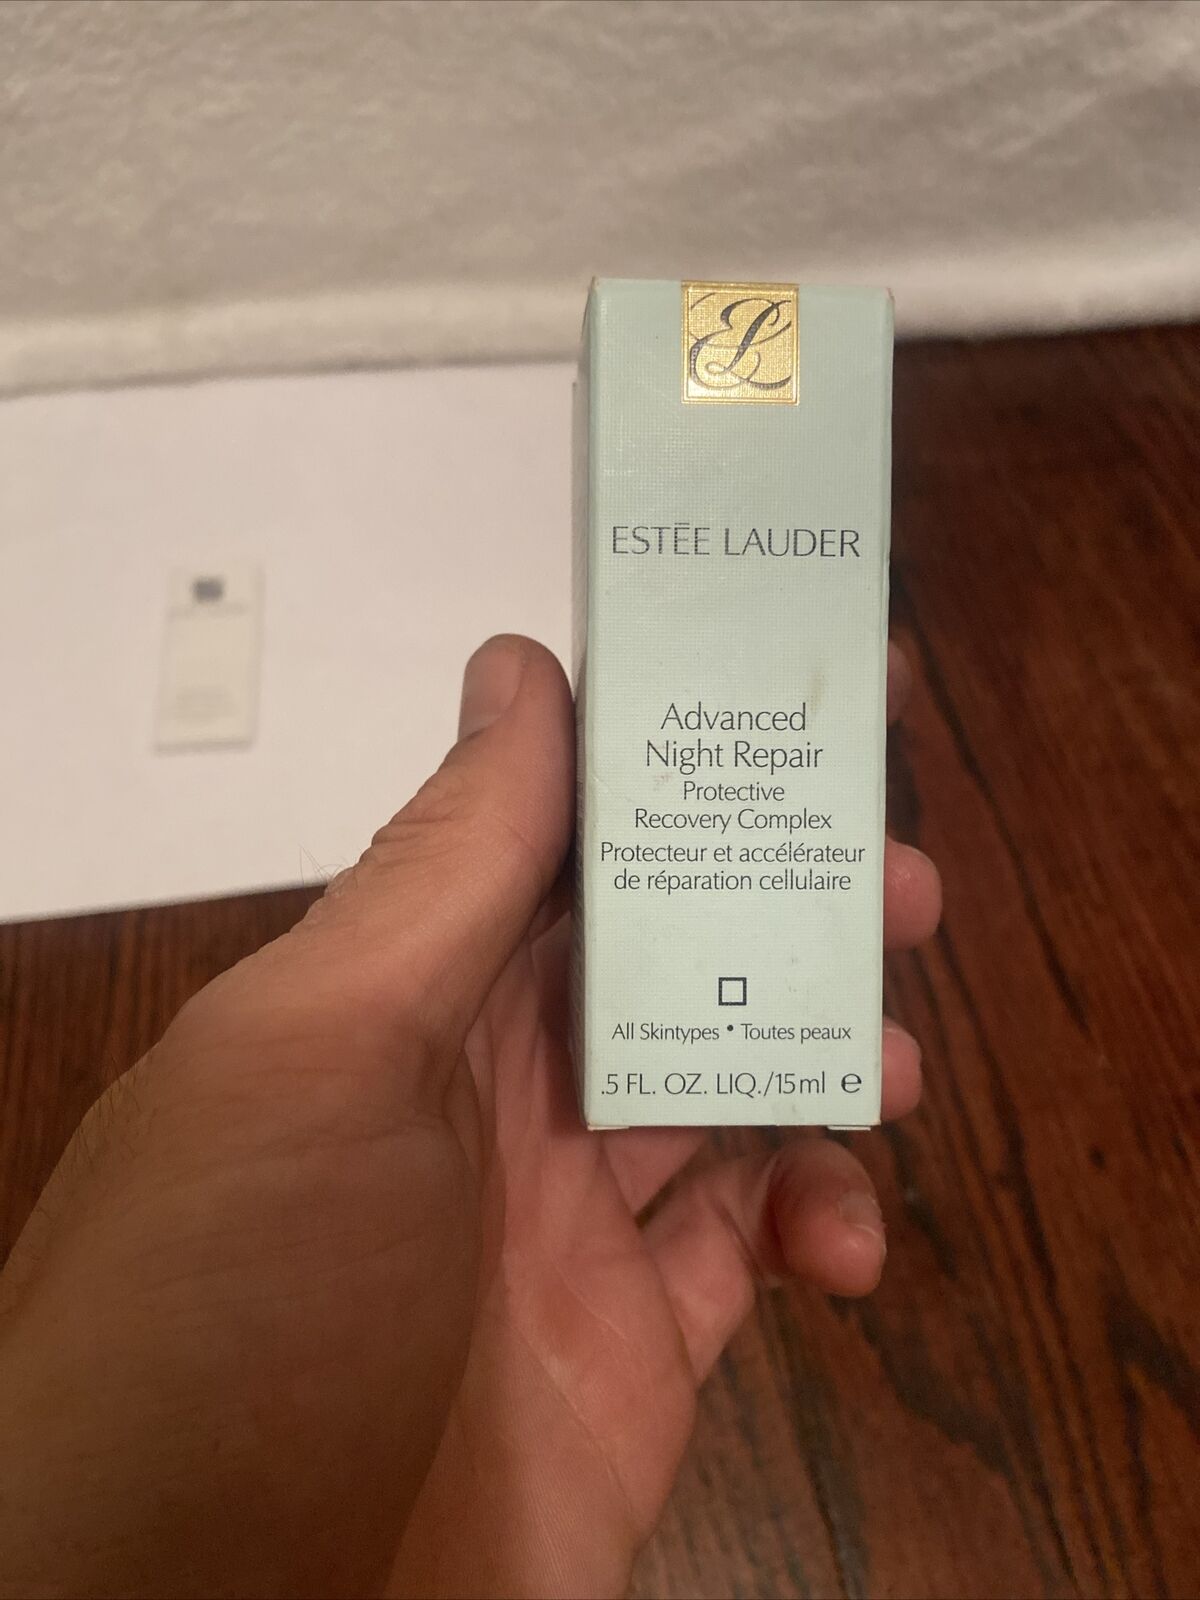 EL
ESTĒE LAUDER
Advanced
Night Repair
Protective
Recovery Complex
Protecteur et accélérateur
de réparation cellulaire
All Skintypes • Toutes peaux
.5 FL. OZ. LIQ./15ml e